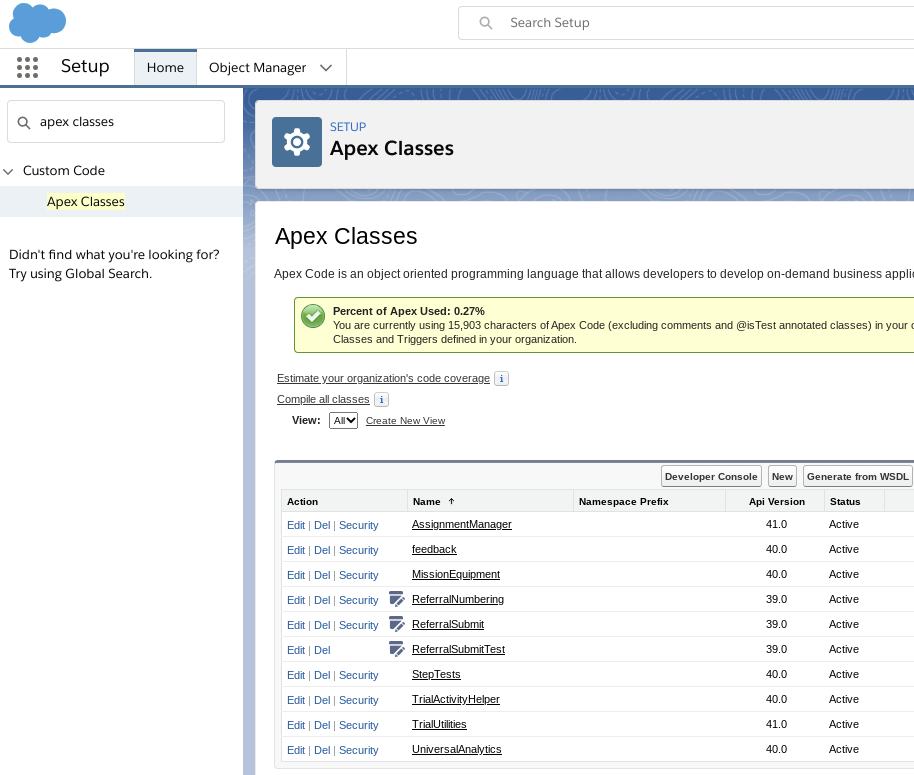 Search Setup
Setup
Home
Object Manager
apex classes
Custom Code
Apex Classes
Didn't find what you're looking for?
Try using Global Search.
SETUP
Apex Classes
Apex Classes
Apex Code is an object oriented programming language that allows developers to develop on-demand business
Percent of Apex Used: 0.27%
You are currently using 15,903 characters of Apex Code (excluding comments and @isTest annotated classes) in your
Classes and Triggers defined in your organization.
Estimate your organization's code coverage i
Compile all classes i
View: All Create New View
Developer Console New Generate from WSDL
Action Name ↑ Namespace Prefix Api Version Status
Edit | Del | Security AssignmentManager 41.0 Active
Edit | Del | Security feedback 40.0 Active
Edit | Del | Security MissionEquipment 40.0 Active
Edit | Del | Security ReferralNumbering 39.0 Active
Edit | Del | Security ReferralSubmit 39.0 Active
Edit | Del ReferralSubmitTest 39.0 Active
Edit | Del | Security StepTests 40.0 Active
Edit | Del | Security TrialActivityHelper 40.0 Active
Edit | Del | Security TrialUtilities 41.0 Active
Edit | Del | Security UniversalAnalytics 40.0 Active